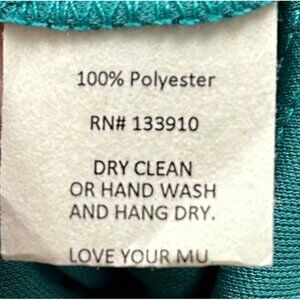 100% Polyester
RN# 133910
DRY CLEAN
OR HAND WASH
AND HANG DRY.
LOVE YOUR MU